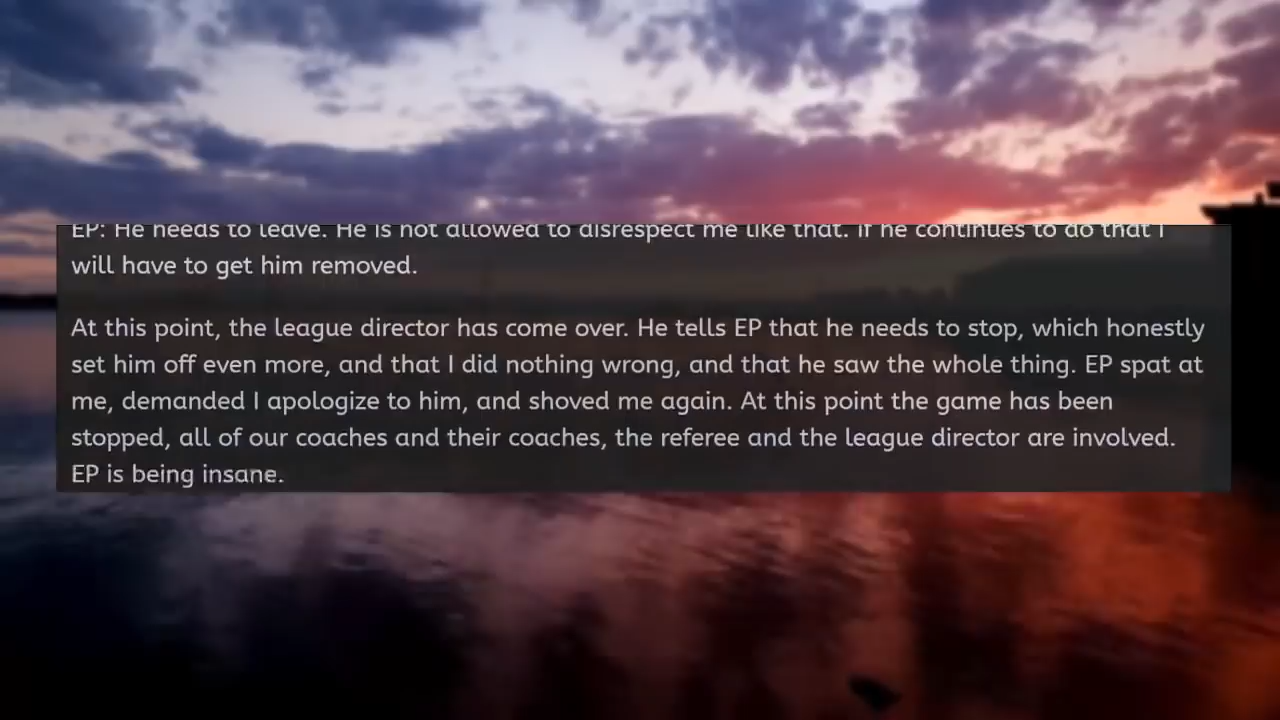 EP: He needs to leave. He is not allowed to disrespect me like that. If he continues to do that I
will have to get him removed.
At this point, the league director has come over. He tells EP that he needs to stop, which honestly
set him off even more, and that I did nothing wrong, and that he saw the whole thing. EP spat at
me, demanded I apologize to him, and shoved me again. At this point the game has been
stopped, all of our coaches and their coaches, the referee and the league director are involved.
EP is being insane.